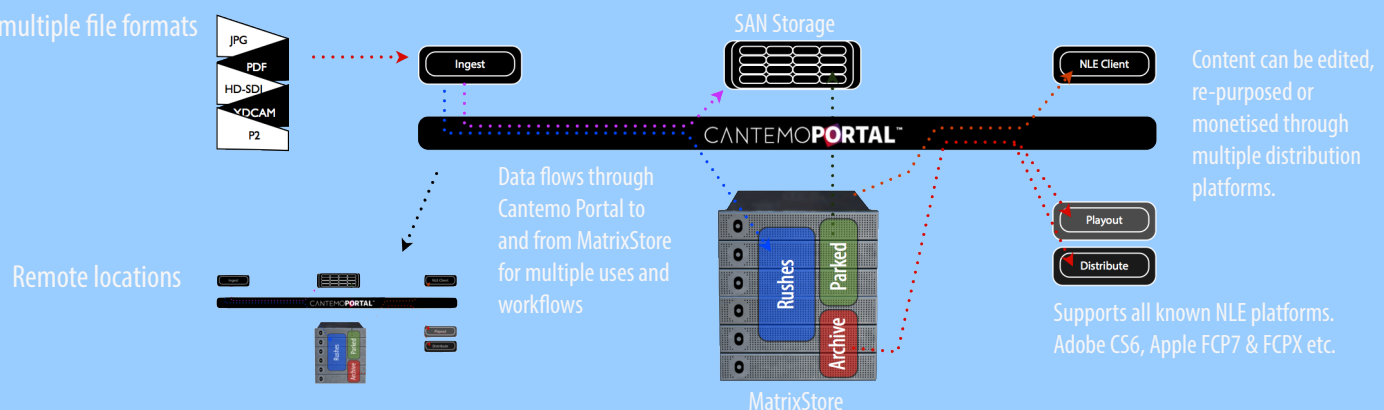 multiple file formats
JPG
PDF
HD-SDI
XDCAM
P2
Ingest
SAN Storage
NLE Client
Content can be edited,
re-purposed or
monetised through
multiple distribution
platforms.
CANTEMOPORTAL™
Data flows through
Cantemo Portal to
and from MatrixStore
for multiple uses and
workflows
Rushes
Parked
Archive
MatrixStore
Playout
Distribute
Supports all known NLE platforms.
Adobe CS6, Apple FCP7 & FCPX etc.
Remote locations
Ingest
NLE Client
CANTEMOPORTAL
Rushes
Parked
Archive
Playout
Distribute